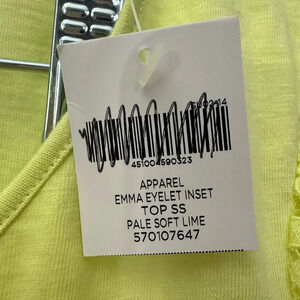 451004590323
APPAREL
EMMA EYELET INSET
TOP SS
PALE SOFT LIME
570107647